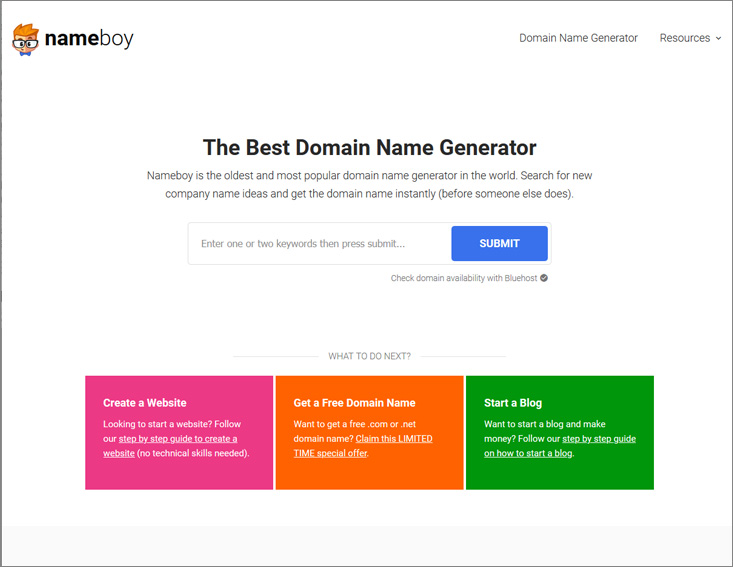 nameboy
Domain Name Generator
Resources
The Best Domain Name Generator
Nameboy is the oldest and most popular domain name generator in the world. Search for new
company name ideas and get the domain name instantly (before someone else does).
Enter one or two keywords then press submit...
SUBMIT
Check domain availability with Bluehost
WHAT TO DO NEXT?
Create a Website
Looking to start a website? Follow
our step by step guide to create a
website (no technical skills needed).
Get a Free Domain Name
Want to get a free .com or .net
domain name? Claim this LIMITED
TIME special offer.
Start a Blog
Want to start a blog and make
money? Follow our step by step guide
on how to start a blog.